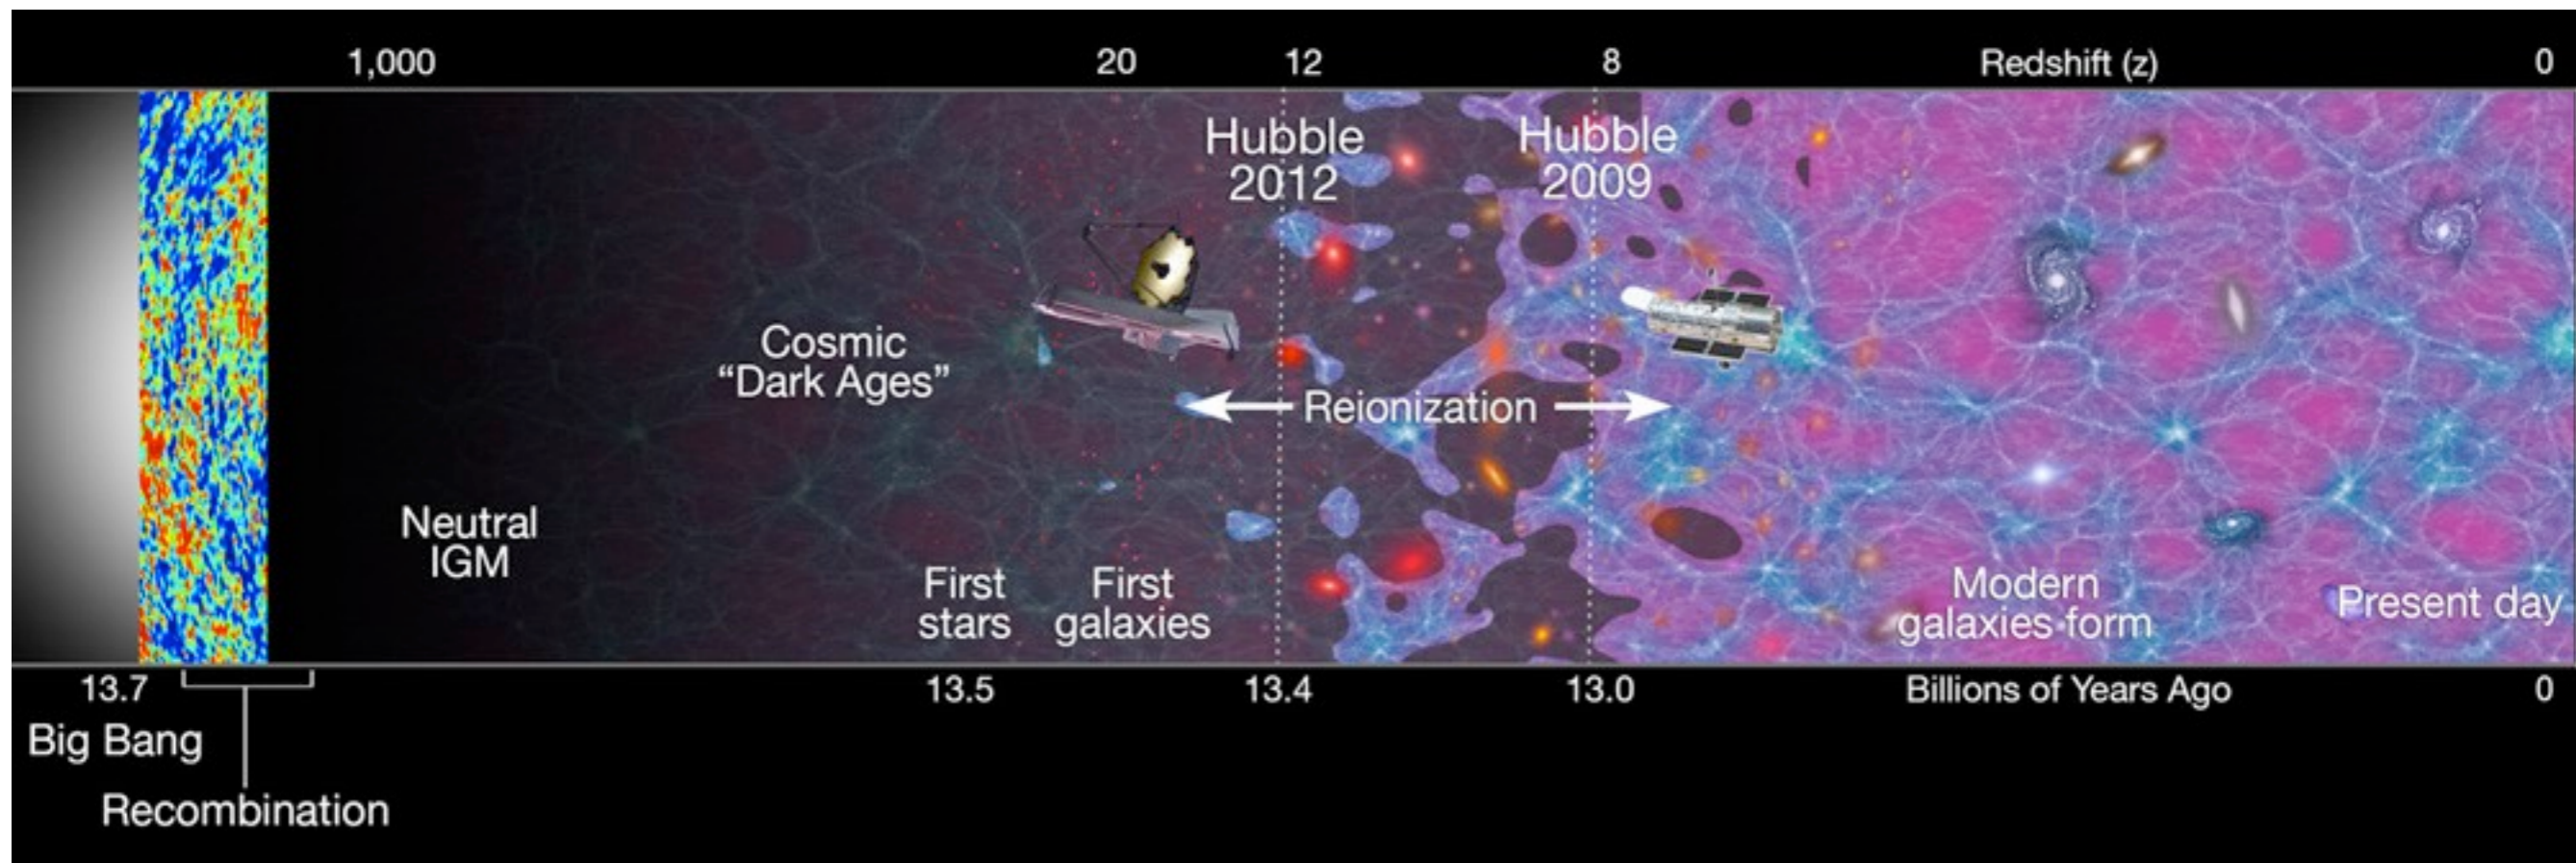 1,000 20 12 8 Redshift (z) 0
Hubble
2012
Hubble
2009
Cosmic
“Dark Ages”
Reionization
Neutral
IGM
First
stars
First
galaxies
Modern
galaxies form
Present day
13.7 13.5 13.4 13.0 Billions of Years Ago 0
Big Bang
Recombination